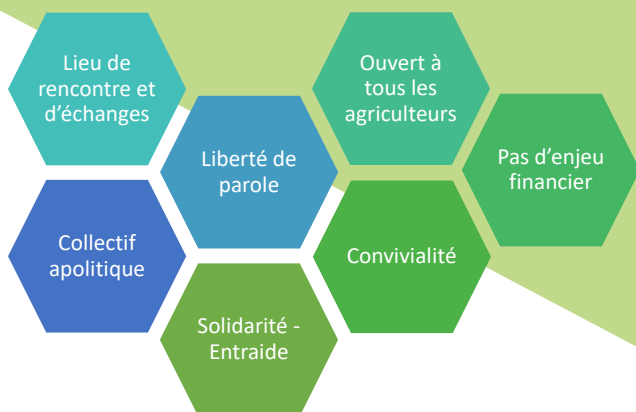 Lieu de
rencontre et
d’échanges
Ouvert à
tous les
agriculteurs
Liberté de
parole
Pas d’enjeu
financier
Collectif
apolitique
Convivialité
Solidarité -
Entraide